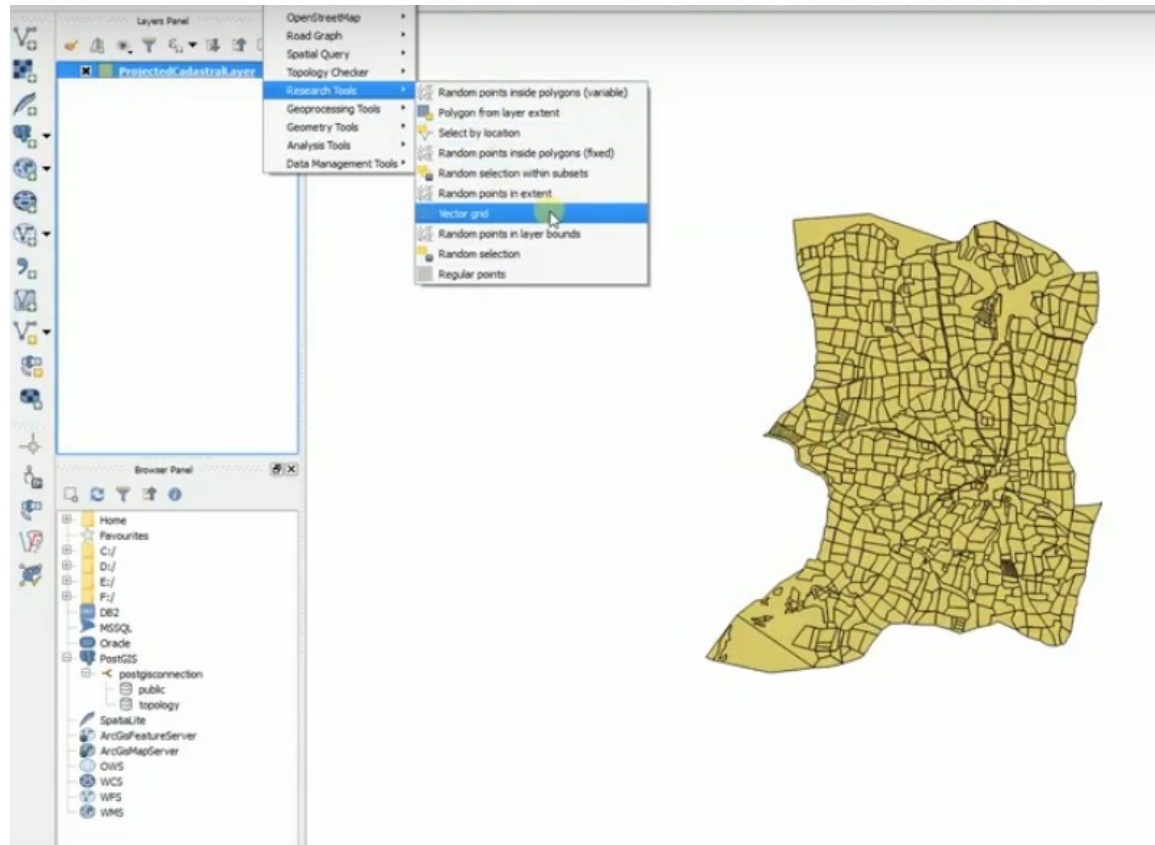 Layers Panel
ProjectedCadastralLayer
OpenStreetMap
Road Graph
Spatial Query
Topology Checker
Research Tools
Geoprocessing Tools
Geometry Tools
Analysis Tools
Data Management Tools
Random points inside polygons (variable)
Polygon from layer extent
Select by location
Random points inside polygons (fixed)
Random selection within subsets
Random points in extent
Vector grid
Random points in layer bounds
Random selection
Regular points
Browser Panel
Home
Favourites
C:/
D:/
E:/
F:/
DB2
MSSQL
Oracle
PostGIS
postgisconnection
public
topology
SpatiaLite
ArcGisFeatureServer
ArcGisMapServer
OWS
WCS
WFS
WMS